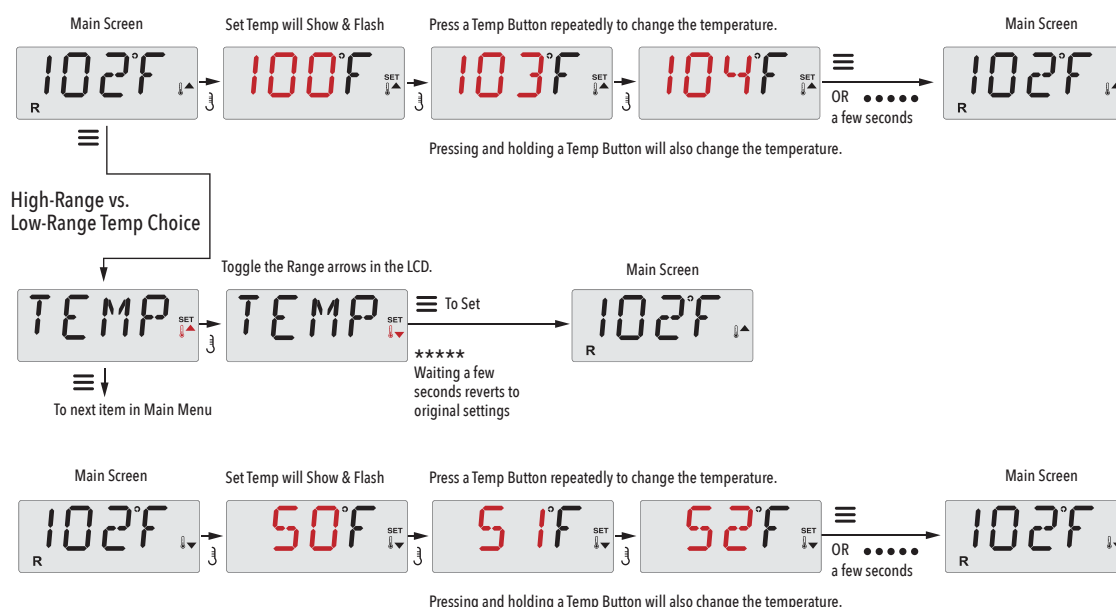 Main Screen
Set Temp will Show & Flash
Press a Temp Button repeatedly to change the temperature.
Main Screen
102°F
R
100°F
SET
103°F
SET
104°F
SET
OR
a few seconds
102°F
R
Pressing and holding a Temp Button will also change the temperature.
High-Range vs.
Low-Range Temp Choice
Toggle the Range arrows in the LCD.
Main Screen
TEMP
SET
TEMP
SET
To Set
*****
Waiting a few
seconds reverts to
original settings
102°F
R
To next item in Main Menu
Main Screen
Set Temp will Show & Flash
Press a Temp Button repeatedly to change the temperature.
Main Screen
102°F
R
50°F
SET
51°F
SET
52°F
SET
OR
a few seconds
102°F
R
Pressing and holding a Temp Button will also change the temperature.